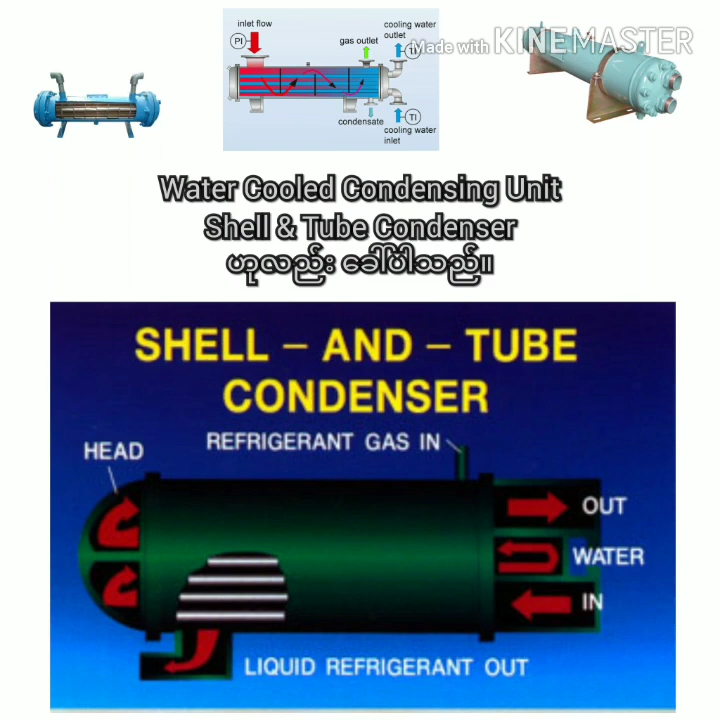 inlet flow
PI
gas outlet
cooling water
outlet
TI
Made with KINEMASTER
condensate
TI
cooling water
inlet
Water Cooled Condensing Unit
Shell & Tube Condenser
ဟုလည်း ခေါ်ပါသည်။
SHELL – AND – TUBE
CONDENSER
HEAD
REFRIGERANT GAS IN
OUT
WATER
IN
LIQUID REFRIGERANT OUT